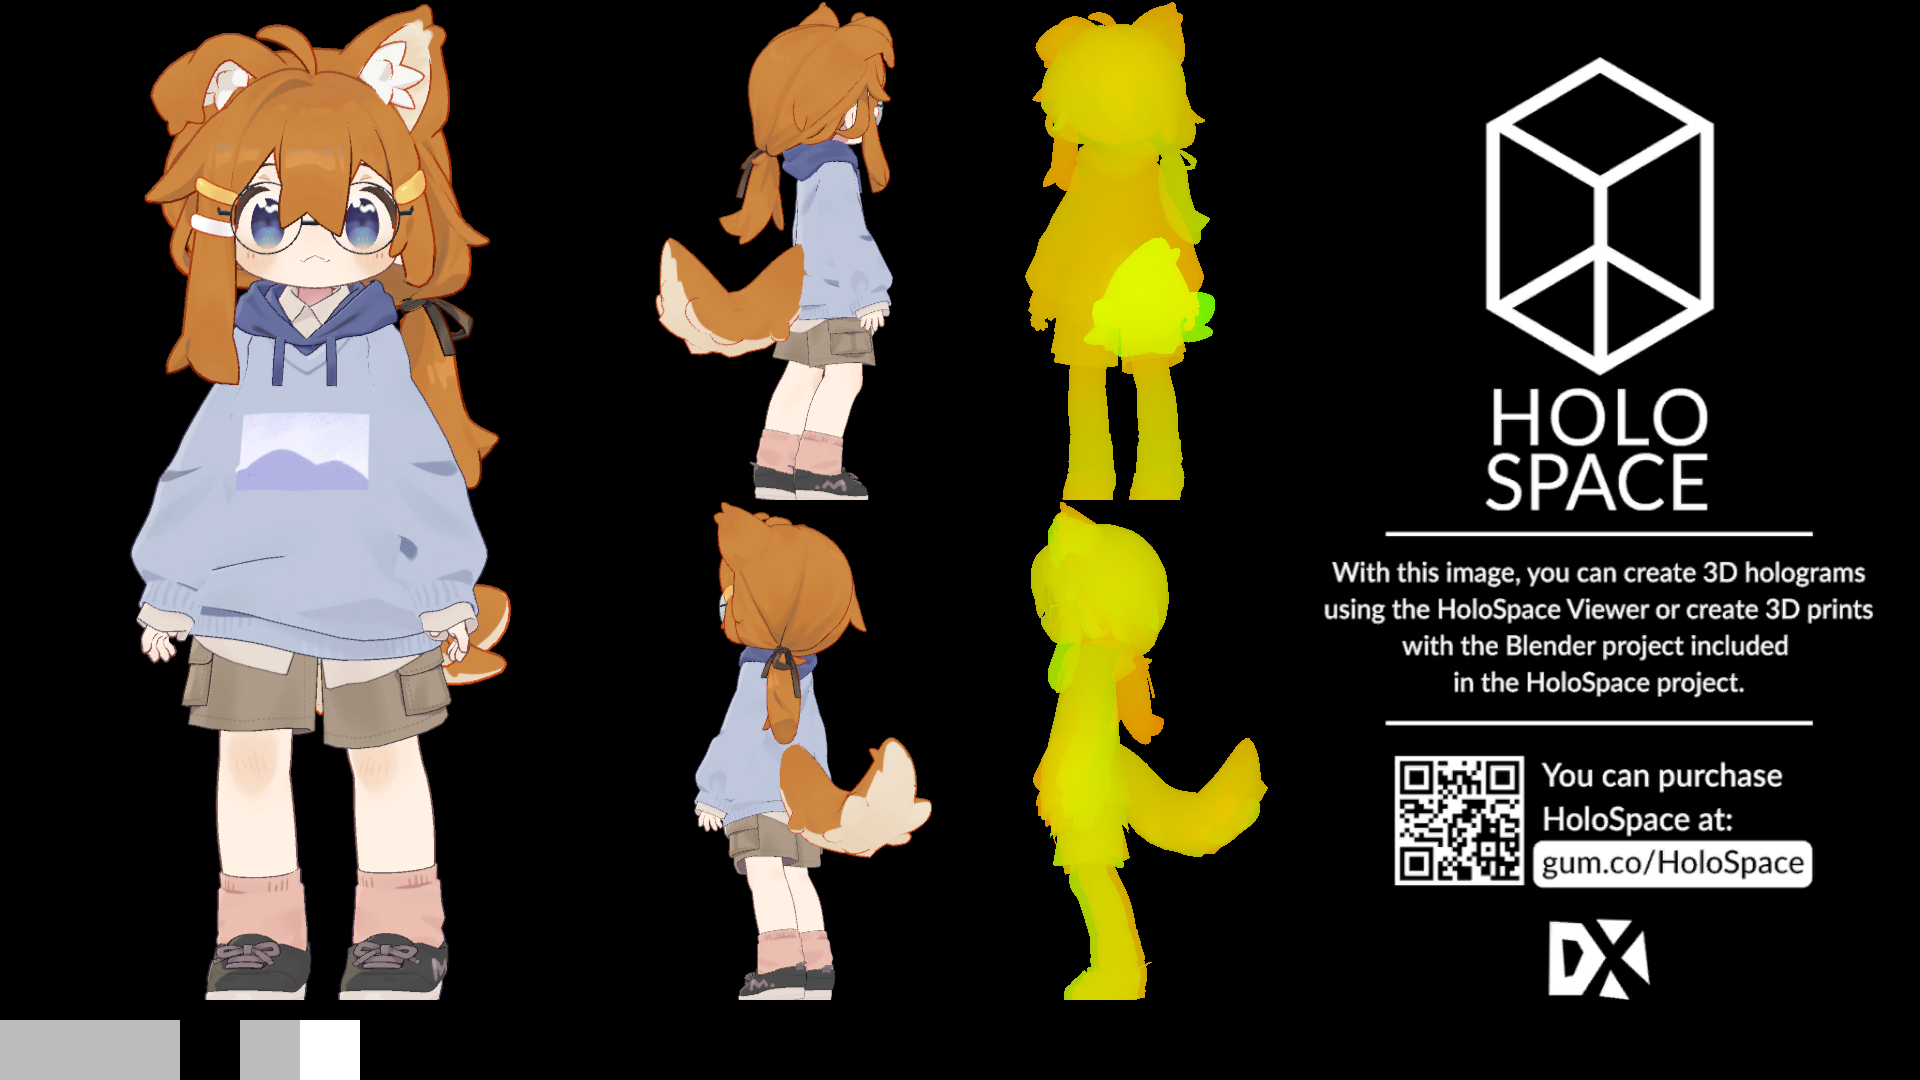 HOLO
SPACE
With this image, you can create 3D holograms
using the HoloSpace Viewer or create 3D prints
with the Blender project included
in the HoloSpace project.
You can purchase
HoloSpace at:
gum.co/HoloSpace
DX